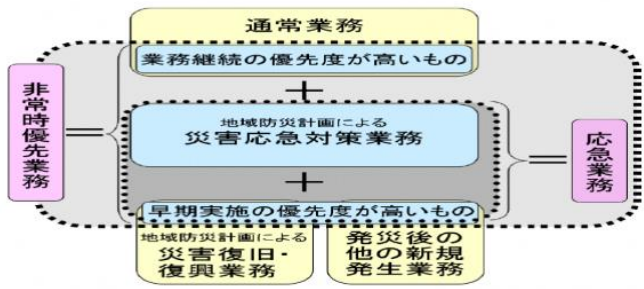 通常業務
業務継続の優先度が高いもの
＋
非常時優先業務
＝
地域防災計画による
災害応急対策業務
＝
応急業務
＋
早期実施の優先度が高いもの
地域防災計画による
災害復旧・
復興業務
発災後の
他の新規
発生業務